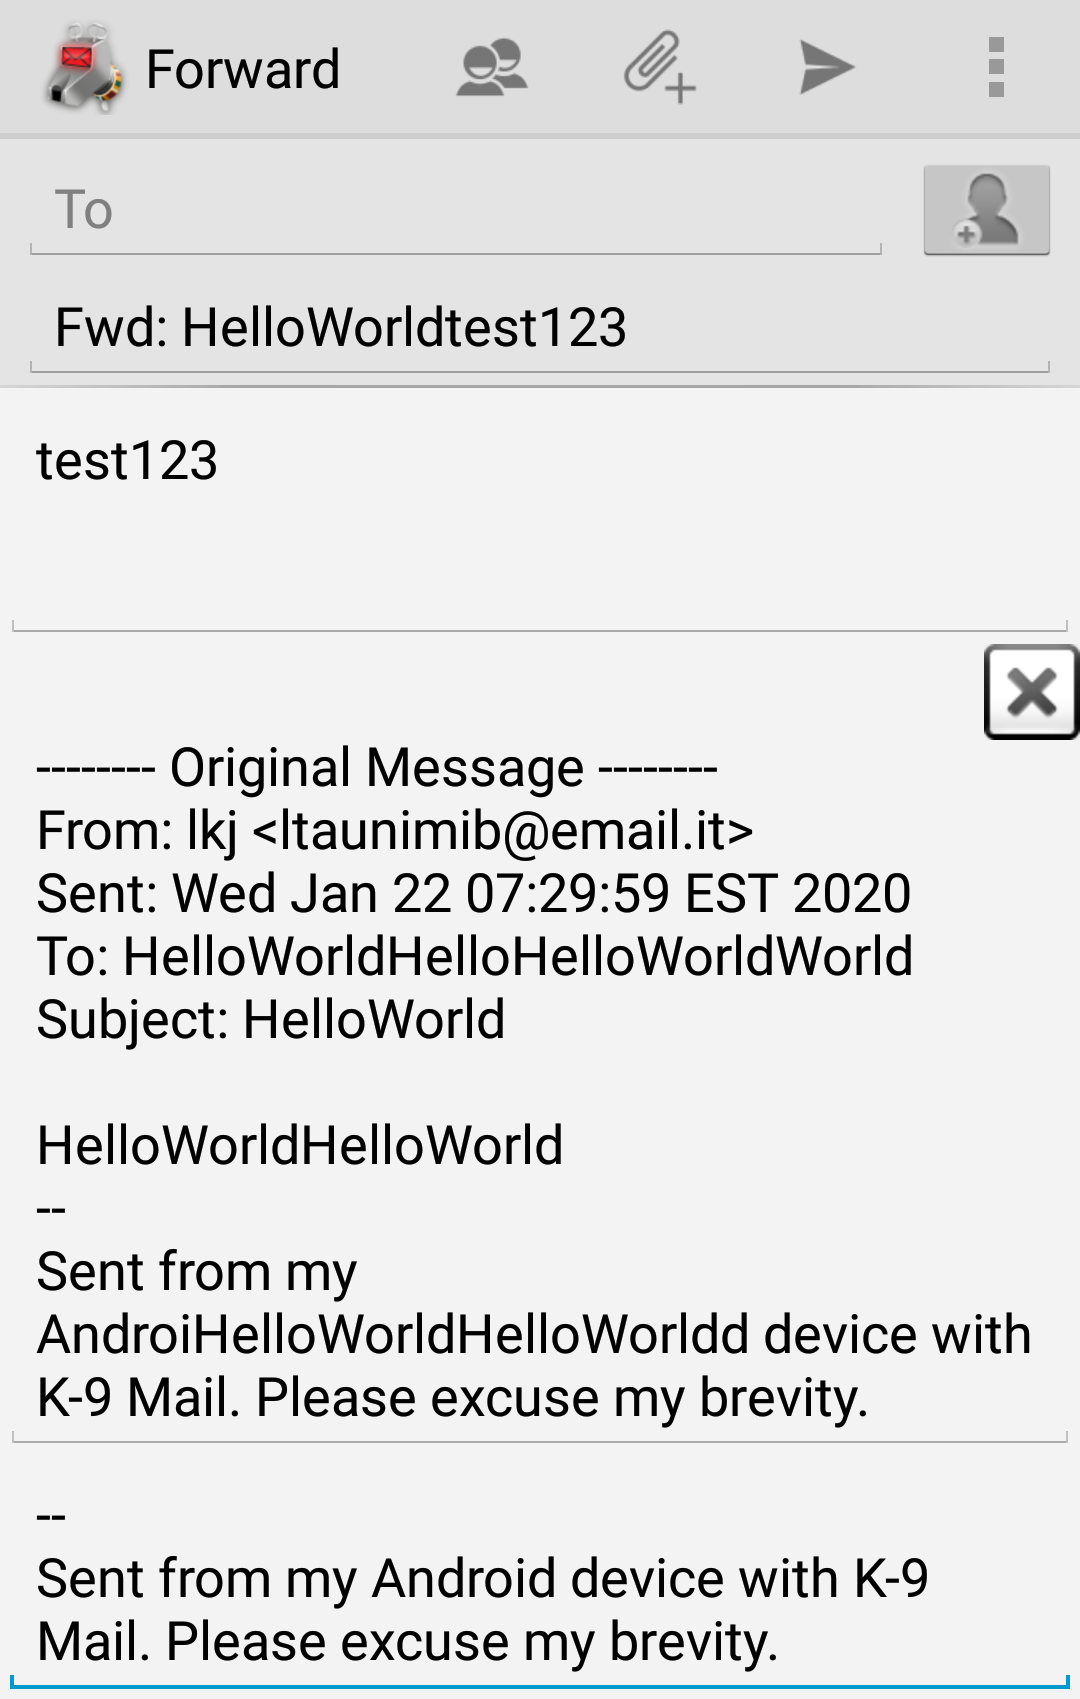 Forward
To
Fwd: HelloWorldtest123
test123
-------- Original Message --------
From: lkj <ltaunimib@email.it>
Sent: Wed Jan 22 07:29:59 EST 2020
To: HelloWorldHelloHelloWorldWorld
Subject: HelloWorld
HelloWorldHelloWorld
--
Sent from my
AndroiHelloWorldHelloWorldd device with
K-9 Mail. Please excuse my brevity.
--
Sent from my Android device with K-9
Mail. Please excuse my brevity.